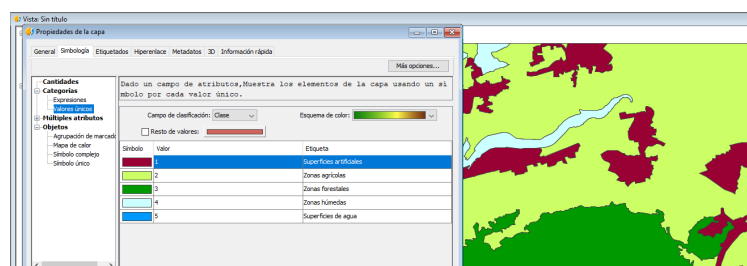 Vista: Sin título
Propiedades de la capa
General Simbología Etiquetados Hiperenlace Metadatos 3D Información rápida
Más opciones...
Cantidades
Categorías
Expresiones
Valores únicos
Múltiples atributos
Objetos
Agrupación de marcado
Mapa de calor
Símbolo complejo
Símbolo único
Dado un campo de atributos,Muestra los elementos de la capa usando un sí
mbolo por cada valor único.
Campo de clasificación: Clase Esquema de color:
Resto de valores:
Símbolo Valor Etiqueta
1 Superficies artificiales
2 Zonas agrícolas
3 Zonas forestales
4 Zonas húmedas
5 Superficies de agua